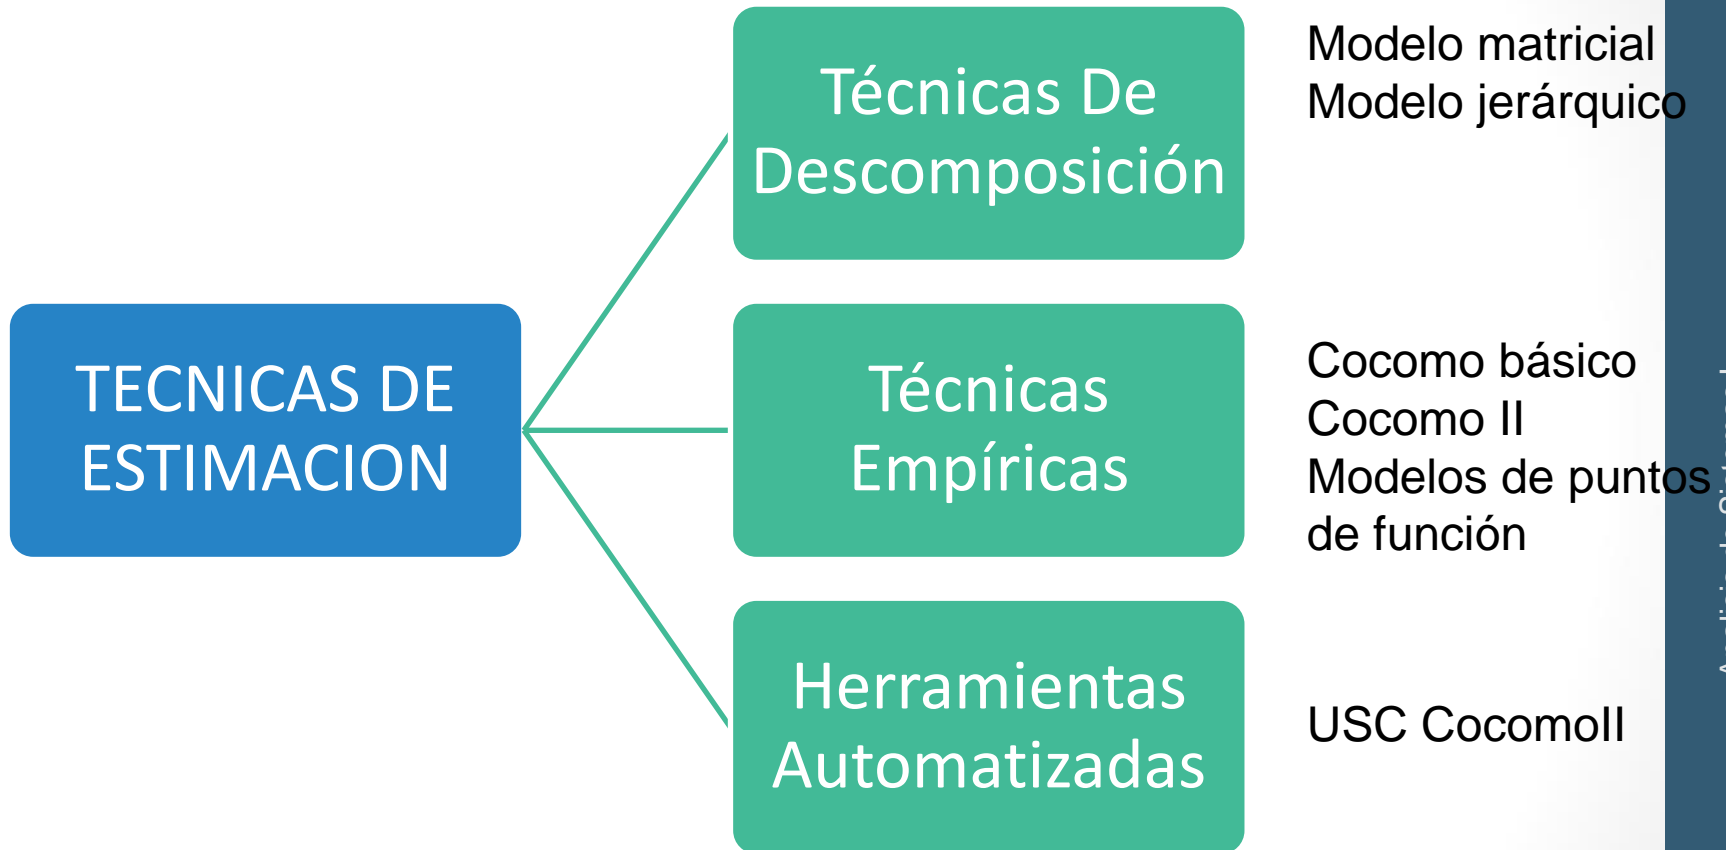 TECNICAS DE
ESTIMACION
Técnicas De
Descomposición
Modelo matricial
Modelo jerárquico
Técnicas
Empíricas
Cocomo básico
Cocomo II
Modelos de puntos
de función
Herramientas
Automatizadas
USC CocomoII